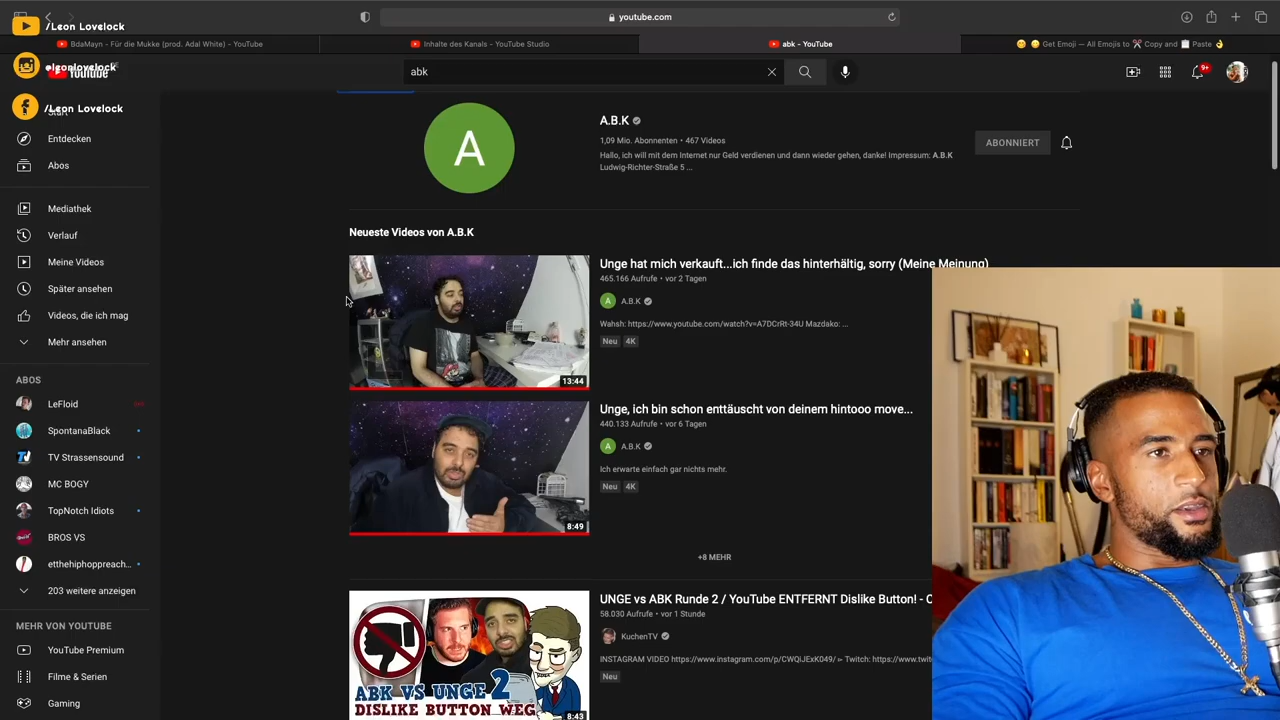 /Leon Lovelock
youtube.com
BdaMayn - Für die Mukke (prod. Adal White) - YouTube
Inhalte des Kanals - YouTube Studio
abk - YouTube
Get Emoji — All Emojis to ✂️ Copy and 📋 Paste 👌
@leonlovelock
YouTube
abk
9+
/Leon Lovelock
Start
Entdecken
Abos
Mediathek
Verlauf
Meine Videos
Später ansehen
Videos, die ich mag
Mehr ansehen
ABOS
LeFloid
SpontanaBlack
TV Strassensound
MC BOGY
TopNotch Idiots
BROS VS
etthehiphoppreach...
203 weitere anzeigen
MEHR VON YOUTUBE
YouTube Premium
Filme & Serien
Gaming
A
A.B.K
1,09 Mio. Abonnenten • 467 Videos
Hallo, ich will mit dem Internet nur Geld verdienen und dann wieder gehen, danke! Impressum: A.B.K
Ludwig-Richter-Straße 5 ...
ABONNIERT
Neueste Videos von A.B.K
13:44
Unge hat mich verkauft...ich finde das hinterhältig, sorry (Meine Meinung)
465.166 Aufrufe • vor 2 Tagen
A A.B.K
Wahsh: https://www.youtube.com/watch?v=A7DCrRt-34U Mazdako: ...
Neu 4K
8:49
Unge, ich bin schon enttäuscht von deinem hintooo move...
440.133 Aufrufe • vor 6 Tagen
A A.B.K
Ich erwarte einfach gar nichts mehr.
Neu 4K
+8 MEHR
ABK VS UNGE 2
DISLIKE BUTTON WEG
8:43
UNGE vs ABK Runde 2 / YouTube ENTFERNT Dislike Button! - C
58.030 Aufrufe • vor 1 Stunde
KuchenTV
INSTAGRAM VIDEO https://www.instagram.com/p/CWQiJExK049/ ▻ Twitch: https://www.twit
Neu